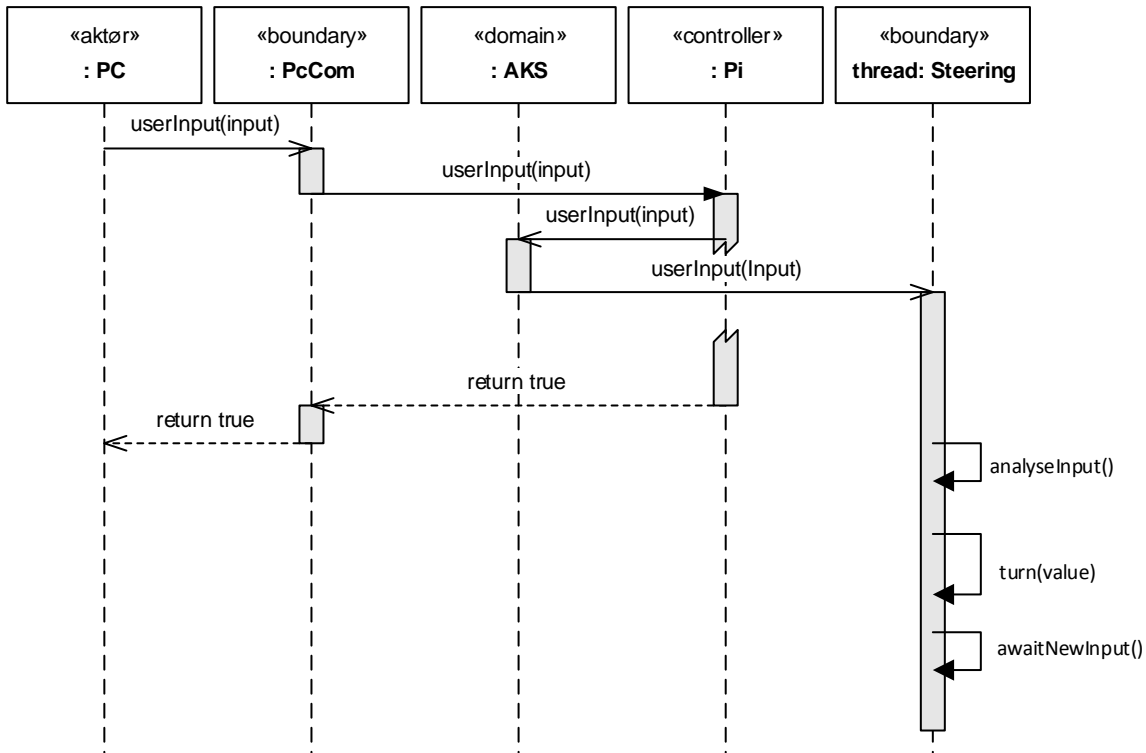 «aktør»
: PC
«boundary»
: PcCom
«domain»
: AKS
«controller»
: Pi
«boundary»
thread: Steering
userInput(input)
userInput(input)
userInput(input)
userInput(Input)
return true
return true
analyseInput()
turn(value)
awaitNewInput()